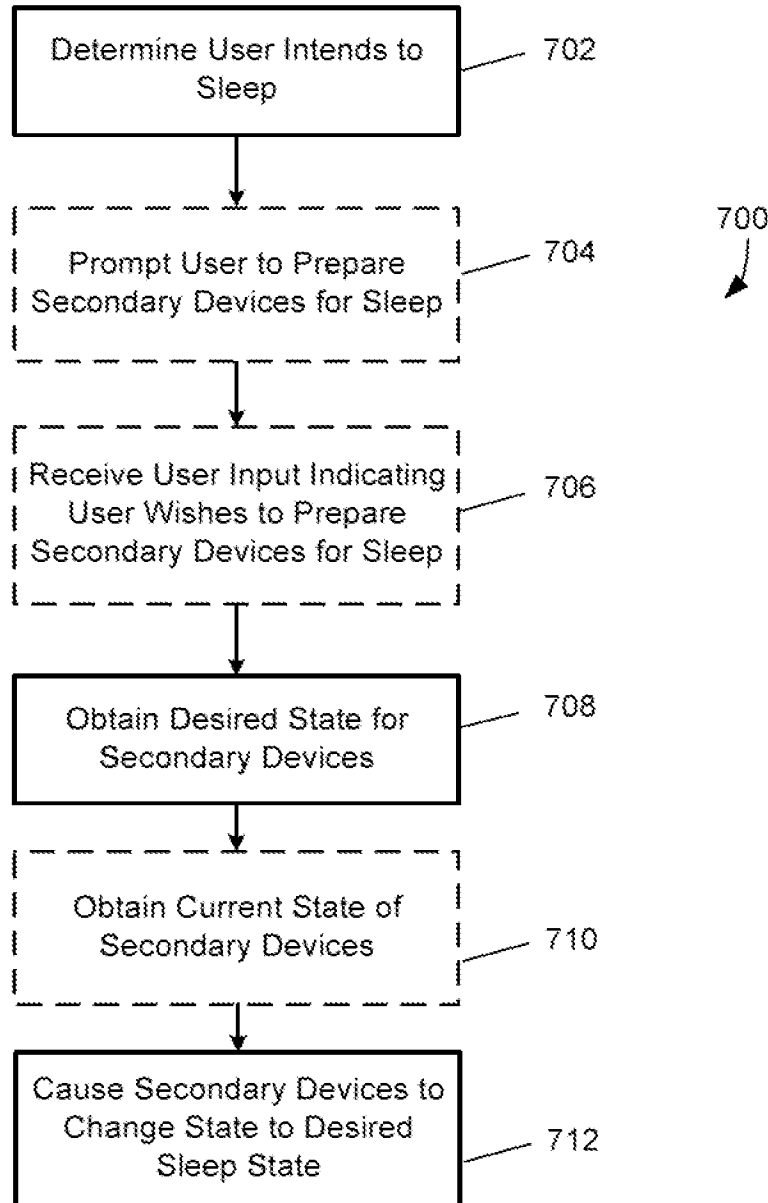 Determine User Intends to
Sleep
702
Prompt User to Prepare
Secondary Devices for Sleep
704
700
Receive User Input Indicating
User Wishes to Prepare
Secondary Devices for Sleep
706
Obtain Desired State for
Secondary Devices
708
Obtain Current State of
Secondary Devices
710
Cause Secondary Devices to
Change State to Desired
Sleep State
712